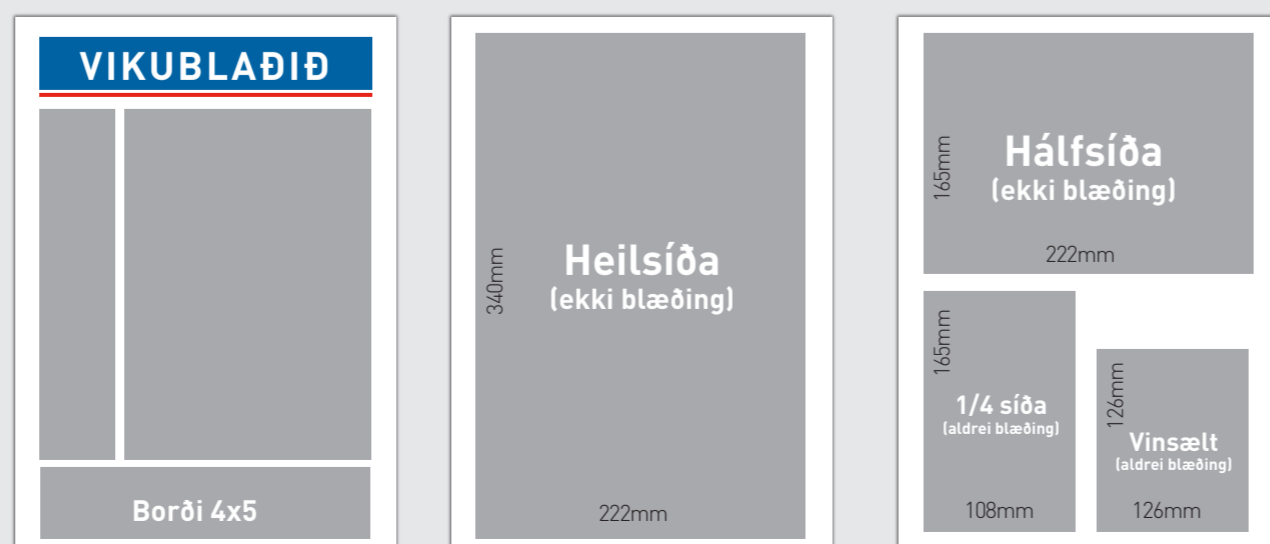 VIKUBLAÐIÐ
Borði 4x5
340mm
Heilsíða
(ekki blæðing)
222mm
165mm
Hálfsíða
(ekki blæðing)
222mm
165mm
1/4 síða
(aldrei blæðing)
108mm
126mm
Vinsælt
(aldrei blæðing)
126mm